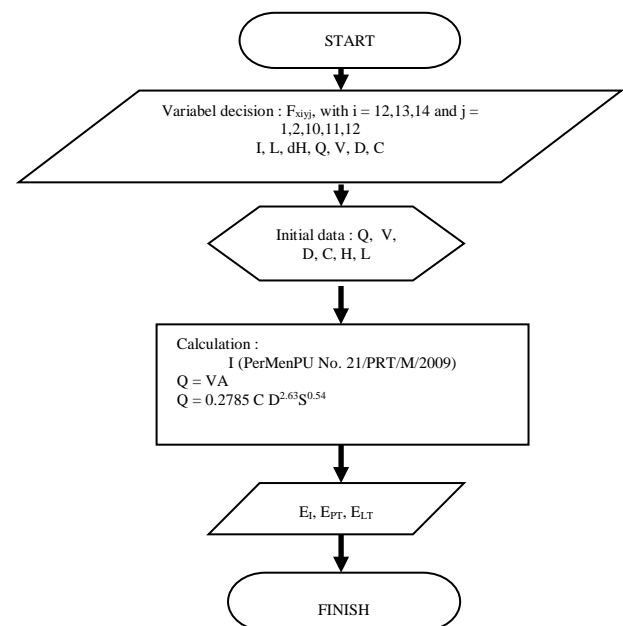 START
Variabel decision : Fxiyj, with i = 12,13,14 and j =
1,2,10,11,12
I, L, dH, Q, V, D, C
Initial data : Q, V,
D, C, H, L
Calculation :
I (PerMenPU No. 21/PRT/M/2009)
Q = VA
Q = 0.2785 C D2.63S0.54
EI, EPT, ELT
FINISH